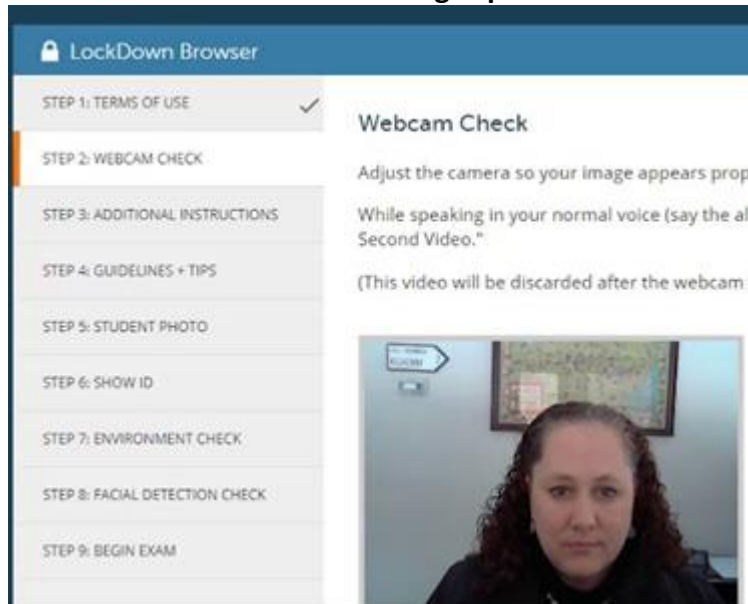 LockDown Browser
STEP 1: TERMS OF USE
STEP 2: WEBCAM CHECK
STEP 3: ADDITIONAL INSTRUCTIONS
STEP 4: GUIDELINES + TIPS
STEP 5: STUDENT PHOTO
STEP 6: SHOW ID
STEP 7: ENVIRONMENT CHECK
STEP 8: FACIAL DETECTION CHECK
STEP 9: BEGIN EXAM
Webcam Check
Adjust the camera so your image appears prop
While speaking in your normal voice (say the al
Second Video."
(This video will be discarded after the webcam